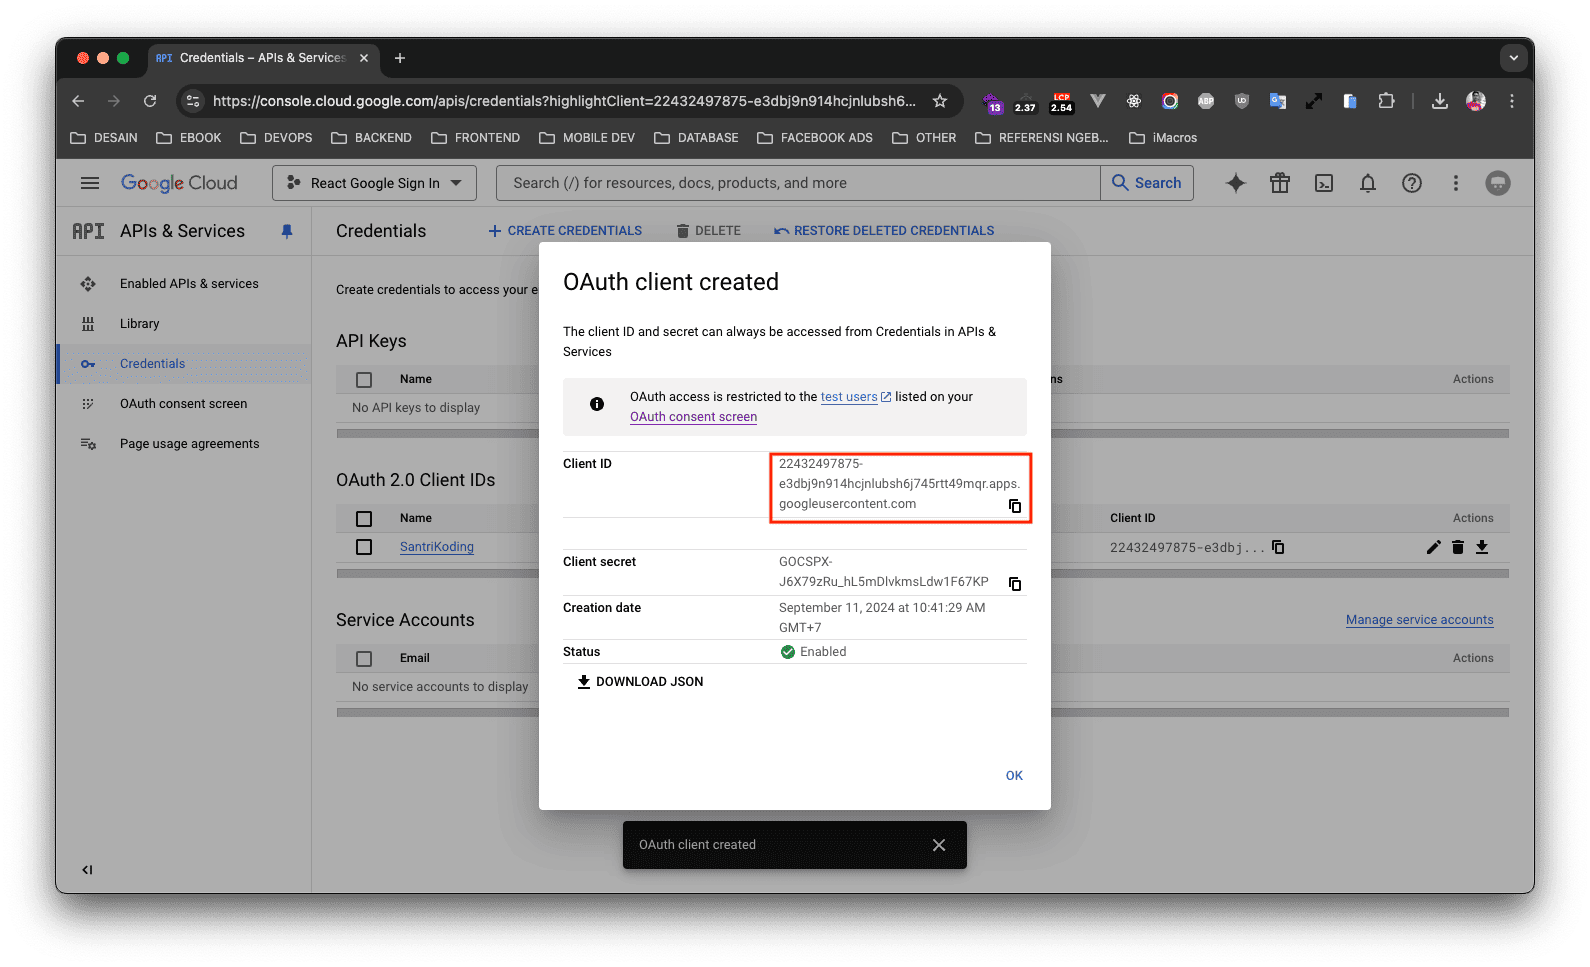 API Credentials – APIs & Services
https://console.cloud.google.com/apis/credentials?highlightClient=22432497875-e3dbj9n914hcjnlubsh6...
13
2.37
LCP
2.54
ABP
DESAIN
EBOOK
DEVOPS
BACKEND
FRONTEND
MOBILE DEV
DATABASE
FACEBOOK ADS
OTHER
REFERENSI NGEB...
iMacros
Google Cloud
React Google Sign In
Search (/) for resources, docs, products, and more
Search
API APIs & Services
Credentials
CREATE CREDENTIALS
DELETE
RESTORE DELETED CREDENTIALS
Enabled APIs & services
Library
Credentials
OAuth consent screen
Page usage agreements
Create credentials to access your e
API Keys
Name
ns
Actions
No API keys to display
OAuth 2.0 Client IDs
Name
Client ID
Actions
SantriKoding
22432497875-e3dbj...
Service Accounts
Manage service accounts
Email
Actions
No service accounts to display
OAuth client created
The client ID and secret can always be accessed from Credentials in APIs &
Services
OAuth access is restricted to the test users listed on your
OAuth consent screen
Client ID
22432497875-
e3dbj9n914hcjnlubsh6j745rtt49mqr.apps.
googleusercontent.com
Client secret
GOCSPX-
J6X79zRu_hL5mDlvkmsLdw1F67KP
Creation date
September 11, 2024 at 10:41:29 AM
GMT+7
Status
Enabled
DOWNLOAD JSON
OK
OAuth client created